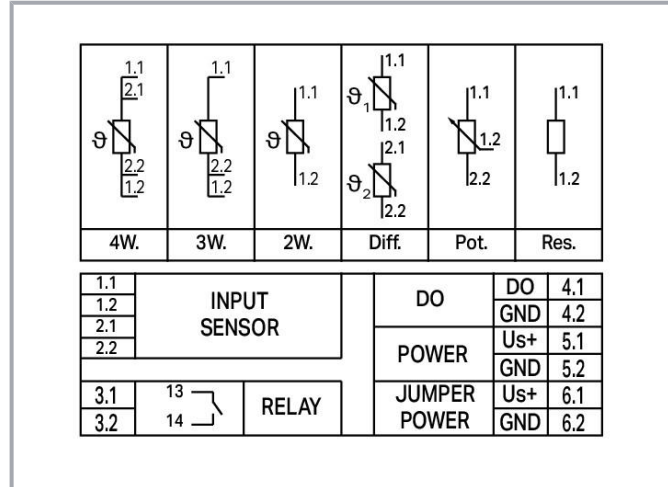 1.1
2.1
ϑ
2.2
1.2
4W.
1.1
ϑ
2.2
1.2
3W.
1.1
ϑ
1.2
2W.
1.1
ϑ1
1.2
2.1
ϑ2
2.2
Diff.
1.1
1.2
2.2
Pot.
1.1
1.2
Res.
1.1
1.2
2.1
2.2
INPUT
SENSOR
DO
DO 4.1
GND 4.2
POWER
Us+ 5.1
GND 5.2
3.1
3.2
13
14
RELAY
JUMPER
POWER
Us+ 6.1
GND 6.2